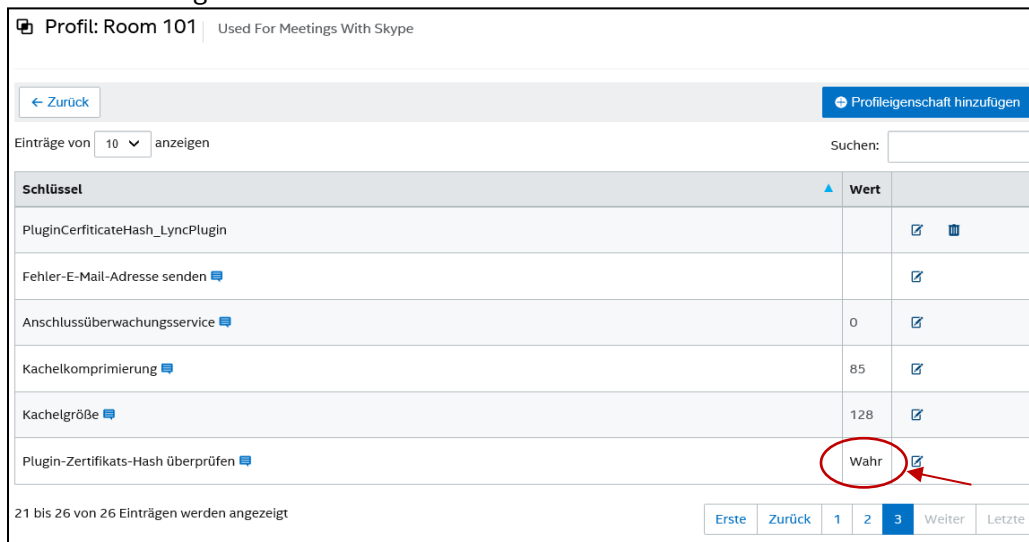 Profil: Room 101 Used For Meetings With Skype
← Zurück Profileigenschaft hinzufügen
Einträge von 10 anzeigen Suchen:
Schlüssel Wert
PluginCerfiticateHash_LyncPlugin
Fehler-E-Mail-Adresse senden
Anschlussüberwachungsservice 0
Kachelkomprimierung 85
Kachelgröße 128
Plugin-Zertifikats-Hash überprüfen Wahr
21 bis 26 von 26 Einträgen werden angezeigt Erste Zurück 1 2 3 Weiter Letzte